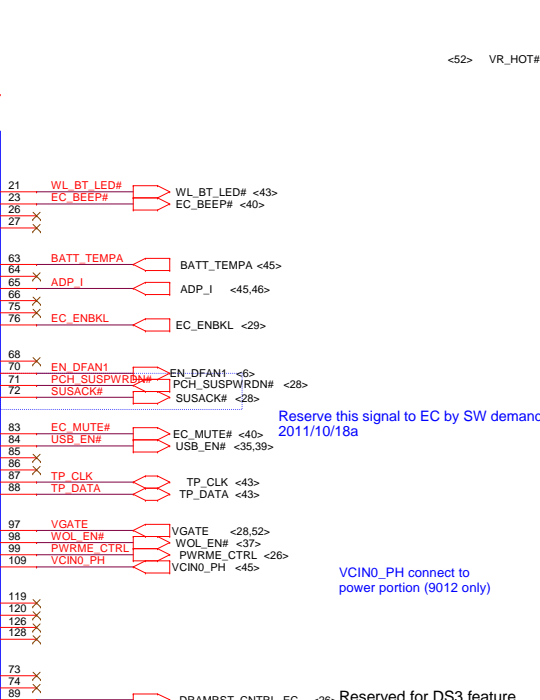 <52> VR_HOT#
21 WL_BT_LED# WL_BT_LED# <43>
23 EC_BEEP# EC_BEEP# <40>
26
27
63 BATT_TEMPA BATT_TEMPA <45>
64
65 ADP_I ADP_I <45,46>
66
75
76 EC_ENBKL EC_ENBKL <29>
68
70 EN_DFAN1 EN_DFAN1 <6>
71 PCH_SUSPWRDN# PCH_SUSPWRDN# <28>
72 SUSACK# SUSACK# <28>
Reserve this signal to EC by SW demand
2011/10/18a
83 EC_MUTE# EC_MUTE# <40>
84 USB_EN# USB_EN# <35,39>
85
86
87 TP_CLK TP_CLK <43>
88 TP_DATA TP_DATA <43>
97 VGATE VGATE <28,52>
98 WOL_EN# WOL_EN# <37>
99 PWRME_CTRL PWRME_CTRL <26>
109 VCIN0_PH VCIN0_PH <45>
VCIN0_PH connect to
power portion (9012 only)
119
120
126
128
73
74
89 DRAMRST_CNTRL_EC <26> Reserved for DS3 feature